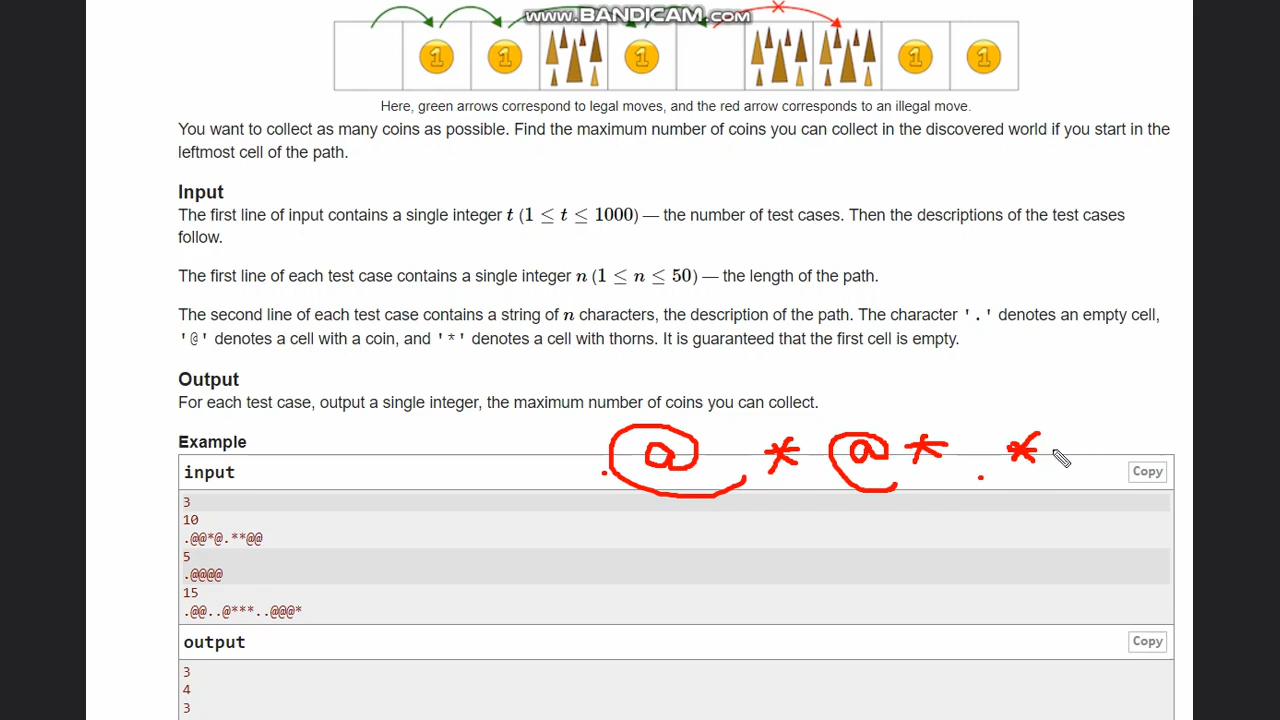 www.BANDICAM.com
1 1 1 1 1
Here, green arrows correspond to legal moves, and the red arrow corresponds to an illegal move.
You want to collect as many coins as possible. Find the maximum number of coins you can collect in the discovered world if you start in the
leftmost cell of the path.
Input
The first line of input contains a single integer t (1 ≤ t ≤ 1000) — the number of test cases. Then the descriptions of the test cases
follow.
The first line of each test case contains a single integer n (1 ≤ n ≤ 50) — the length of the path.
The second line of each test case contains a string of n characters, the description of the path. The character '.' denotes an empty cell,
'@' denotes a cell with a coin, and '*' denotes a cell with thorns. It is guaranteed that the first cell is empty.
Output
For each test case, output a single integer, the maximum number of coins you can collect.
Example
. @ * @ * . *
input Copy
3
10
.@@*@.**@@
5
.@@@@
15
.@@..@***..@@@*
output Copy
3
4
3